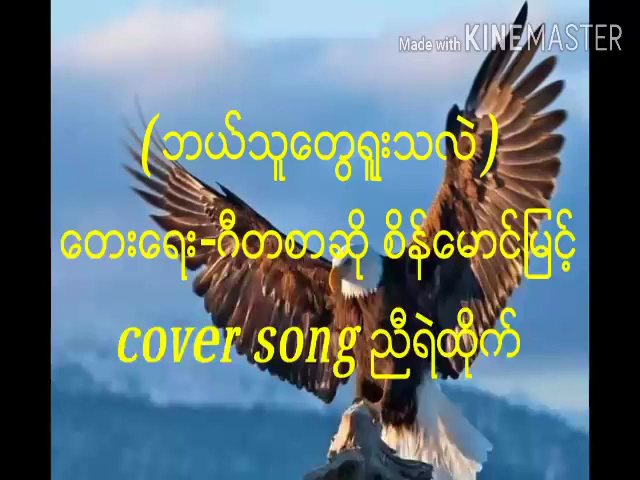 Made with KINEMASTER
(ဘယ်သူတွေရူးသလဲ)
တေးရေး-ဂီတစာဆို စိန်မောင်မြင့်
cover song ညီရဲထိုက်